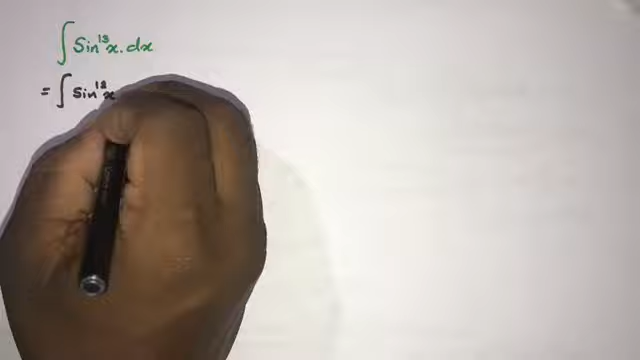 ∫ Sin¹³x. dx
= ∫ Sin¹²x